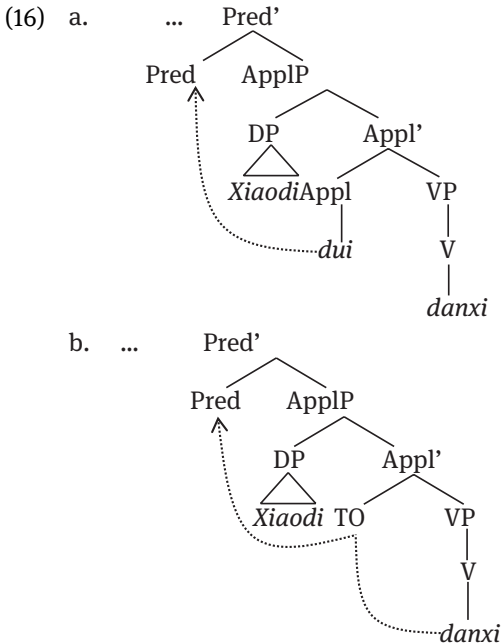 (16) a. ... Pred’
Pred ApplP
DP Appl’
Xiaodi Appl VP
dui V
danxi
b. ... Pred’
Pred ApplP
DP Appl’
Xiaodi TO VP
V
danxi